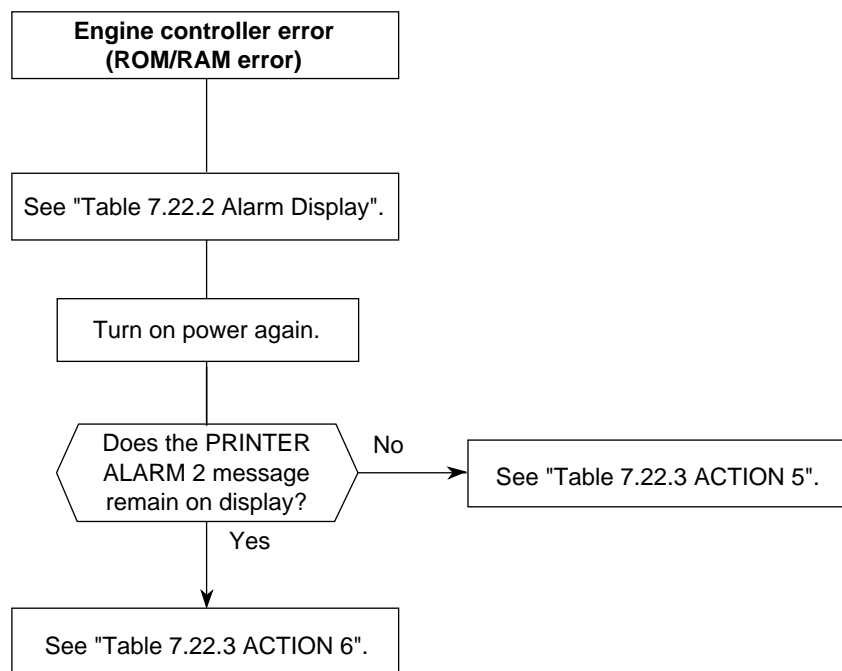 Engine controller error
(ROM/RAM error)
See "Table 7.22.2 Alarm Display".
Turn on power again.
Does the PRINTER
ALARM 2 message
remain on display?
No
See "Table 7.22.3 ACTION 5".
Yes
See "Table 7.22.3 ACTION 6".